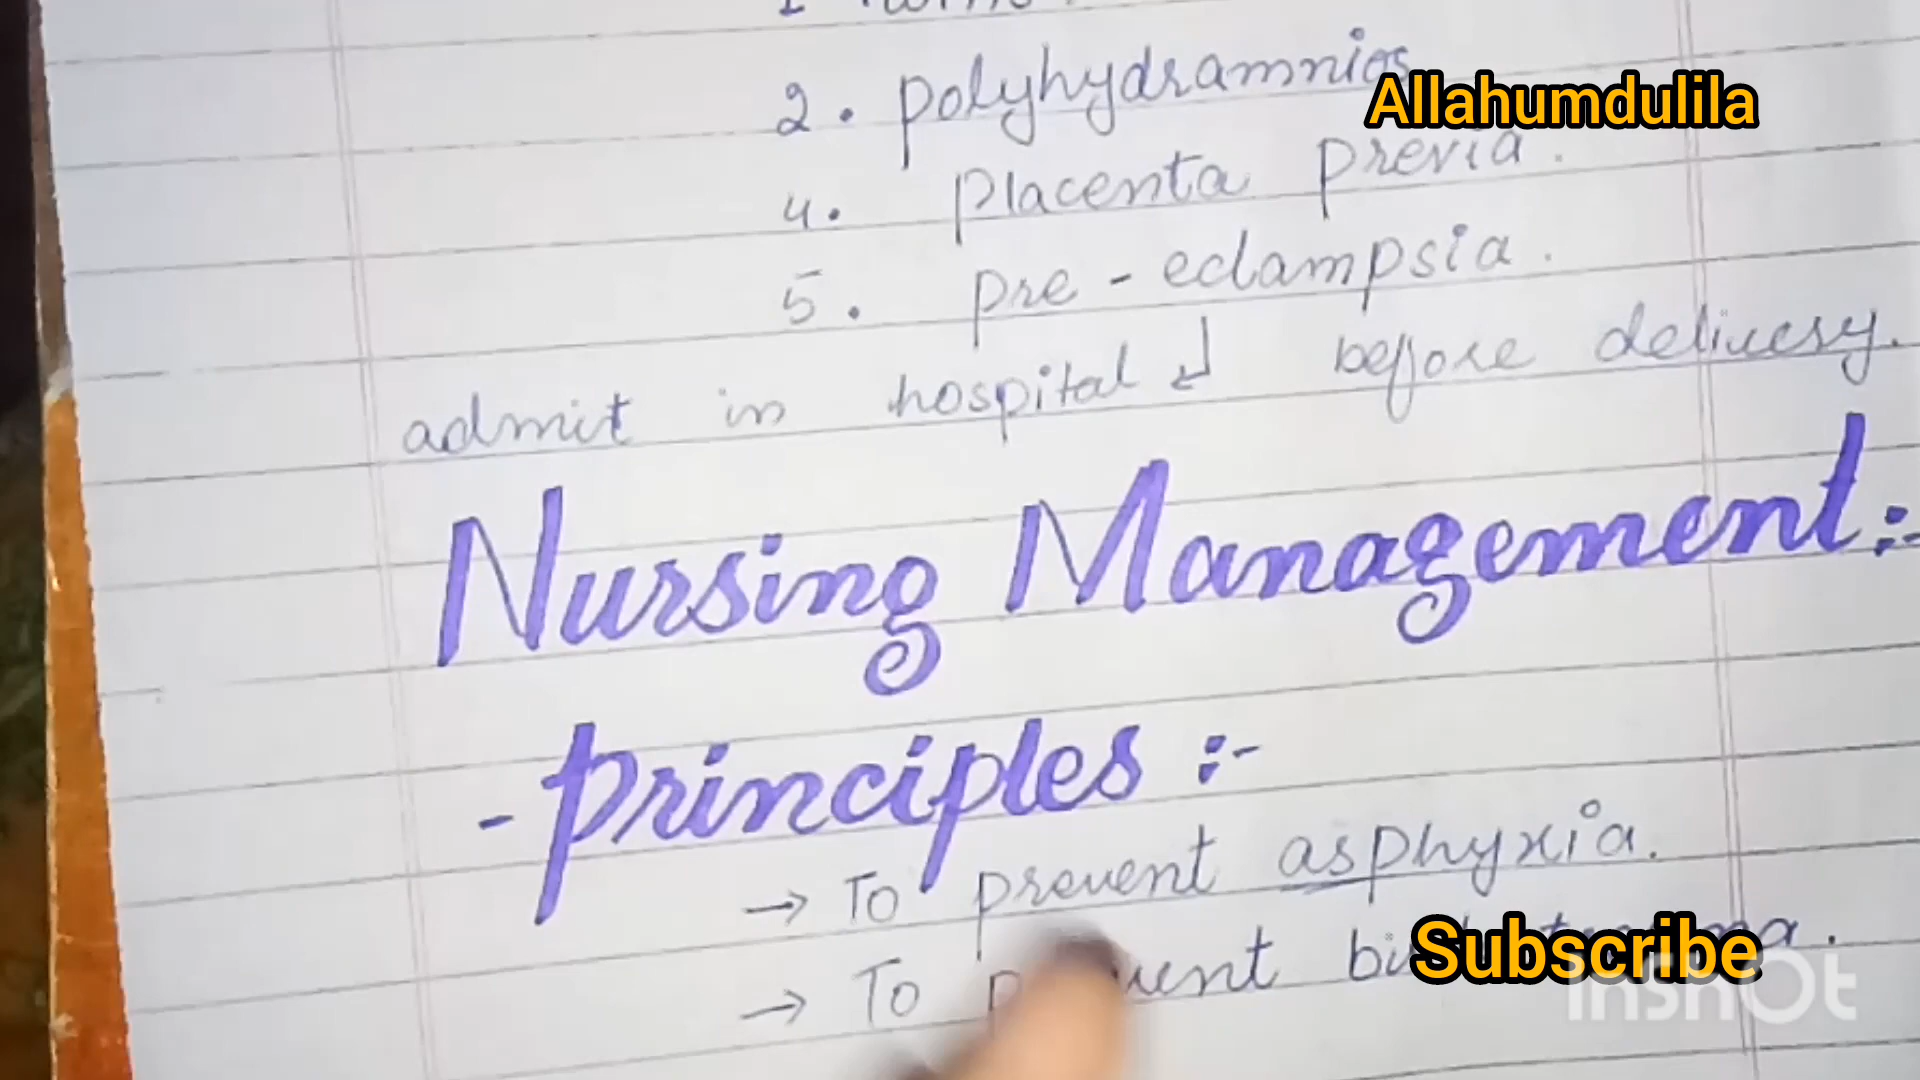 2. polyhydramnios
Allahumdulila
4. placenta previa.
5. pre-eclampsia.
admit in hospital ↲ before delivery.
Nursing Management:-
- Principles :-
→ To prevent asphyxia.
→ To
Subscribe
InShOt